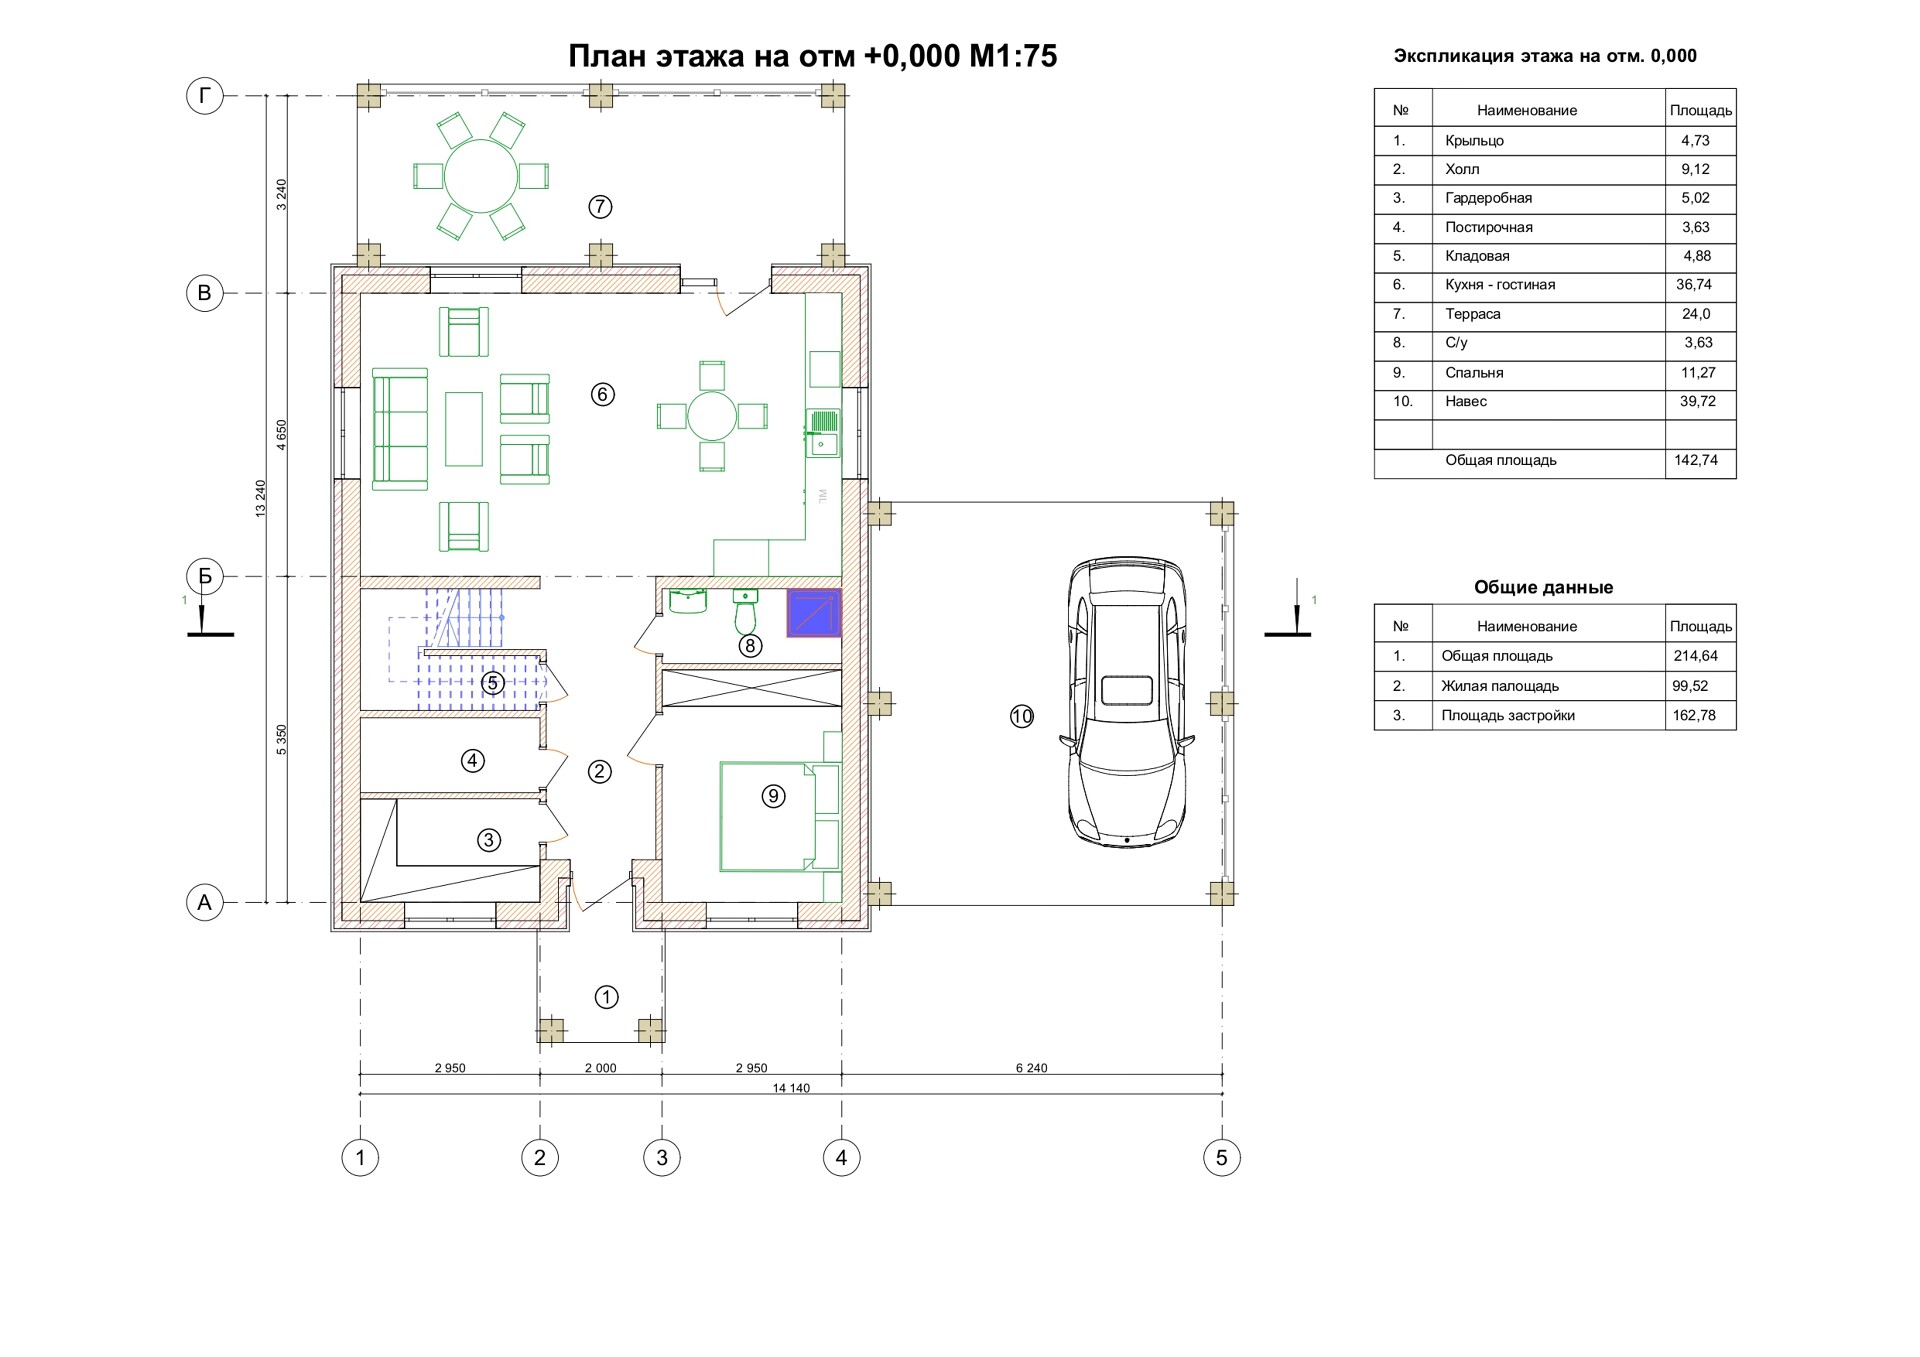 План этажа на отм +0,000 М1:75
Экспликация этажа на отм. 0,000
№ Наименование Площадь
1. Крыльцо 4,73
2. Холл 9,12
3. Гардеробная 5,02
4. Постирочная 3,63
5. Кладовая 4,88
6. Кухня - гостиная 36,74
7. Терраса 24,0
8. С/у 3,63
9. Спальня 11,27
10. Навес 39,72
Общая площадь 142,74
Общие данные
№ Наименование Площадь
1. Общая площадь 214,64
2. Жилая палощадь 99,52
3. Площадь застройки 162,78
Г
В
Б
А
3 240
4 650
13 240
5 350
1
1
7
6
ПМ
8
5
4
2
9
3
10
1
2 950
2 000
2 950
6 240
14 140
1
2
3
4
5